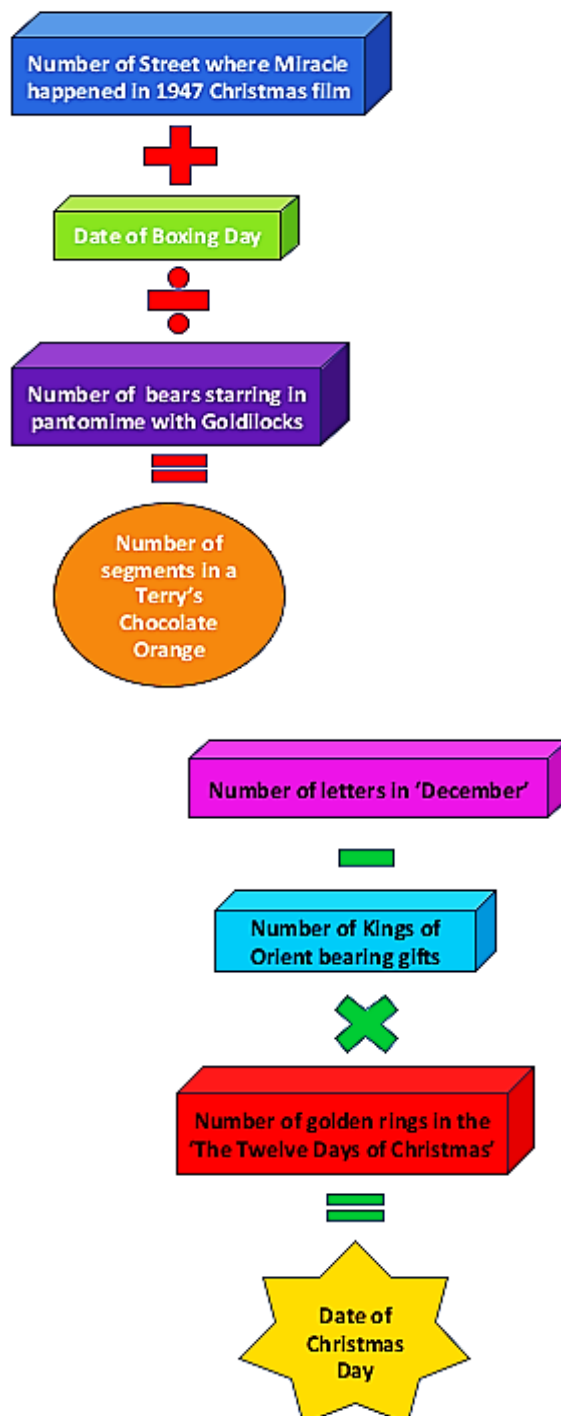 Number of Street where Miracle
happened in 1947 Christmas film
+
Date of Boxing Day
÷
Number of bears starring in
pantomime with Goldilocks
=
Number of
segments in a
Terry's
Chocolate
Orange
Number of letters in ‘December’
−
Number of Kings of
Orient bearing gifts
×
Number of golden rings in the
‘The Twelve Days of Christmas’
=
Date of
Christmas
Day